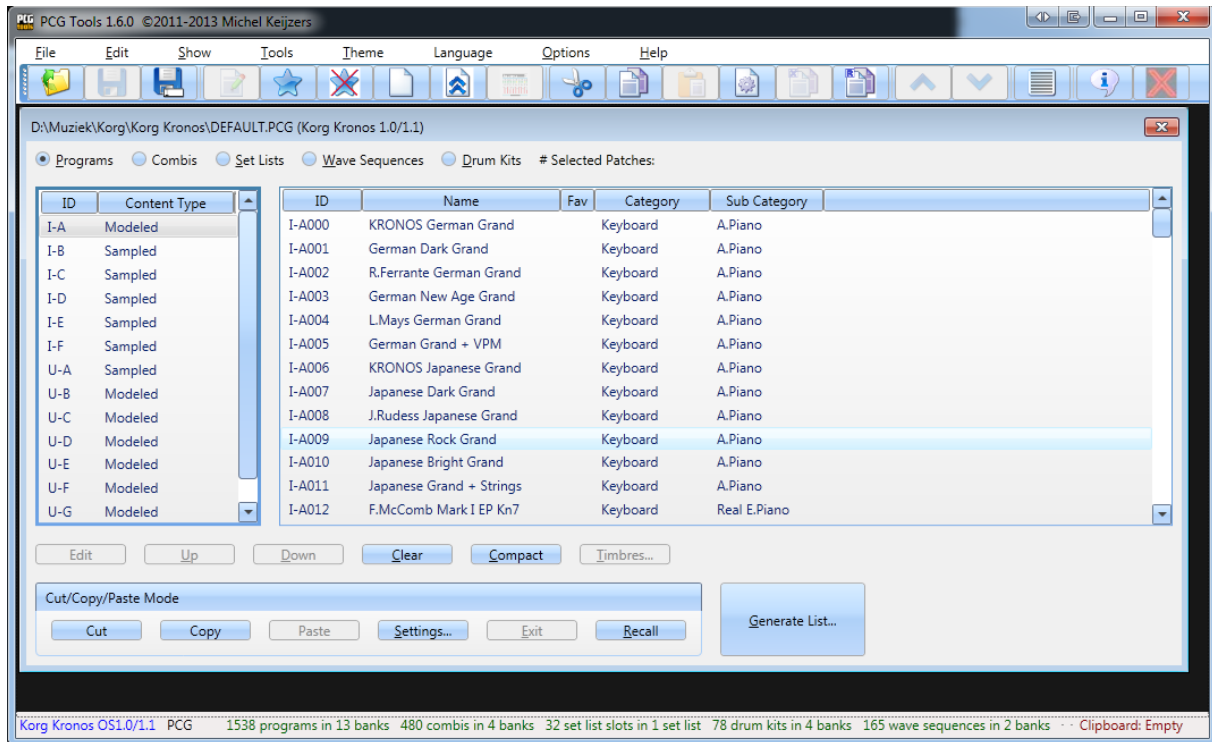 PCG Tools 1.6.0 ©2011-2013 Michel Keijzers
File Edit Show Tools Theme Language Options Help
D:\Muziek\Korg\Korg Kronos\DEFAULT.PCG (Korg Kronos 1.0/1.1)
Programs Combis Set Lists Wave Sequences Drum Kits # Selected Patches:
ID Content Type
I-A Modeled
I-B Sampled
I-C Sampled
I-D Sampled
I-E Sampled
I-F Sampled
U-A Sampled
U-B Modeled
U-C Modeled
U-D Modeled
U-E Modeled
U-F Modeled
U-G Modeled
ID Name Fav Category Sub Category
I-A000 KRONOS German Grand Keyboard A.Piano
I-A001 German Dark Grand Keyboard A.Piano
I-A002 R.Ferrante German Grand Keyboard A.Piano
I-A003 German New Age Grand Keyboard A.Piano
I-A004 L.Mays German Grand Keyboard A.Piano
I-A005 German Grand + VPM Keyboard A.Piano
I-A006 KRONOS Japanese Grand Keyboard A.Piano
I-A007 Japanese Dark Grand Keyboard A.Piano
I-A008 J.Rudess Japanese Grand Keyboard A.Piano
I-A009 Japanese Rock Grand Keyboard A.Piano
I-A010 Japanese Bright Grand Keyboard A.Piano
I-A011 Japanese Grand + Strings Keyboard A.Piano
I-A012 F.McComb Mark I EP Kn7 Keyboard Real E.Piano
Edit Up Down Clear Compact Timbres...
Cut/Copy/Paste Mode
Cut Copy Paste Settings... Exit Recall
Generate List...
Korg Kronos OS1.0/1.1 PCG 1538 programs in 13 banks 480 combis in 4 banks 32 set list slots in 1 set list 78 drum kits in 4 banks 165 wave sequences in 2 banks Clipboard: Empty